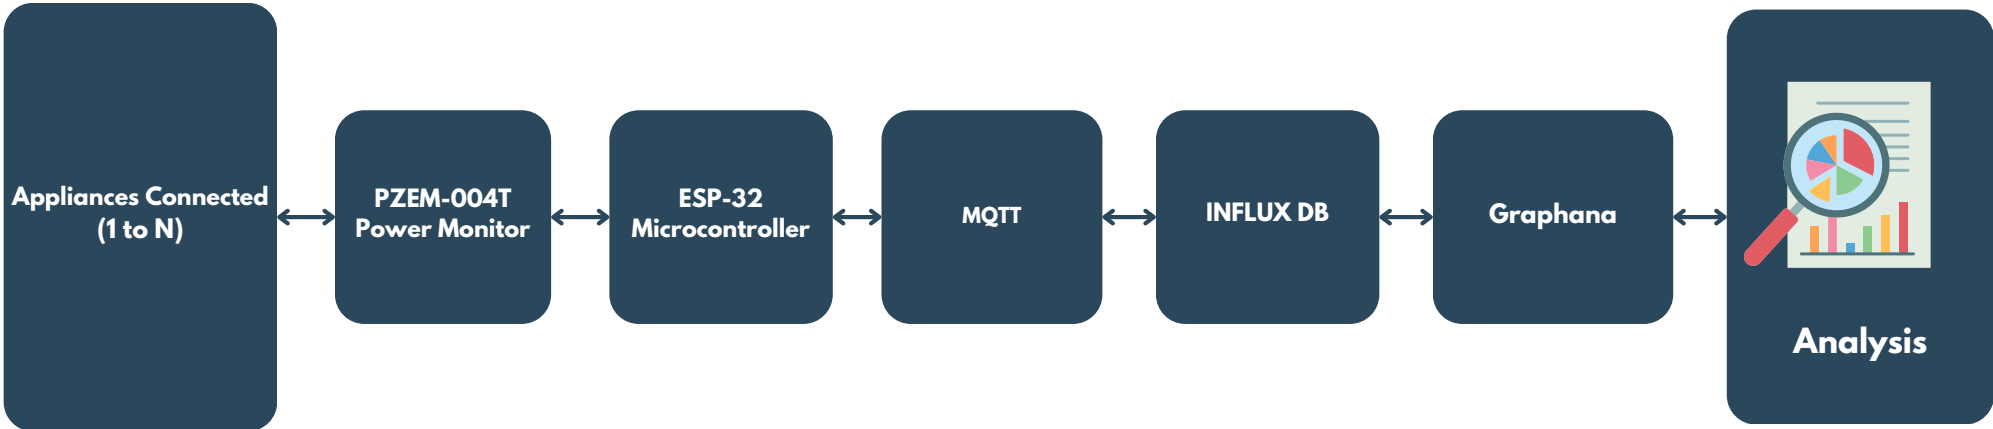 Appliances Connected
(1 to N)
PZEM-004T
Power Monitor
ESP-32
Microcontroller
MQTT
INFLUX DB
Graphana
Analysis